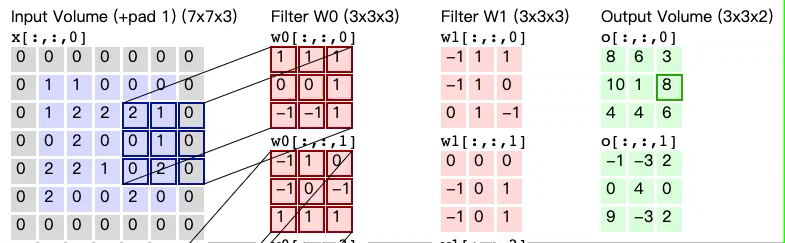 Input Volume (+pad 1) (7x7x3)
x[:,:,0]
0 0 0 0 0 0 0
0 1 1 0 0 0 0
0 1 2 2 2 1 0
0 0 2 0 0 1 0
0 2 2 1 0 2 0
0 2 0 0 2 0 0
0 0 0 0 0 0 0
Filter W0 (3x3x3)
w0[:,:,0]
1 1 1
0 0 1
-1 -1 1
w0[:,:,1]
-1 1 0
-1 0 -1
1 1 1
Filter W1 (3x3x3)
w1[:,:,0]
-1 1 1
-1 1 0
0 1 -1
w1[:,:,1]
0 0 0
-1 0 1
-1 0 1
Output Volume (3x3x2)
o[:,:,0]
8 6 3
10 1 8
4 4 6
o[:,:,1]
-1 -3 2
0 4 0
9 -3 2